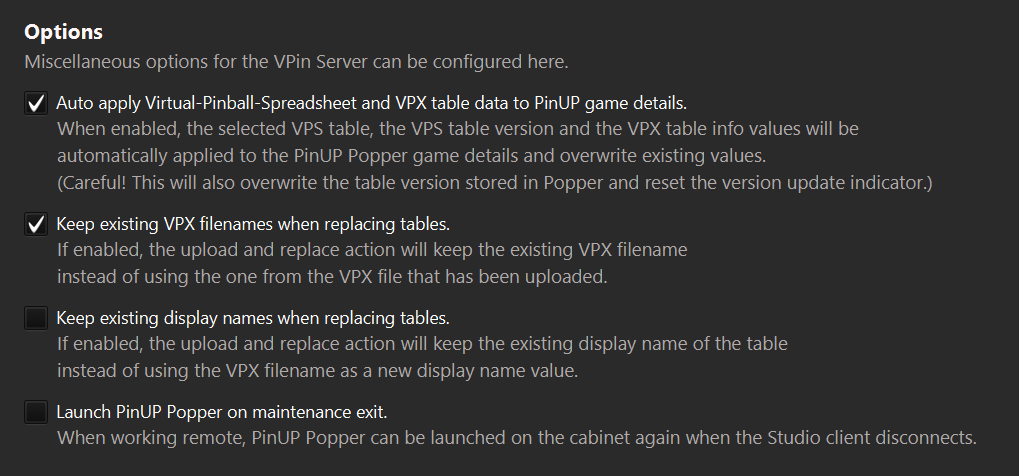 Options
Miscellaneous options for the VPin Server can be configured here.
Auto apply Virtual-Pinball-Spreadsheet and VPX table data to PinUP game details.
When enabled, the selected VPS table, the VPS table version and the VPX table info values will be
automatically applied to the PinUP Popper game details and overwrite existing values.
(Careful! This will also overwrite the table version stored in Popper and reset the version update indicator.)
Keep existing VPX filenames when replacing tables.
If enabled, the upload and replace action will keep the existing VPX filename
instead of using the one from the VPX file that has been uploaded.
Keep existing display names when replacing tables.
If enabled, the upload and replace action will keep the existing display name of the table
instead of using the VPX filename as a new display name value.
Launch PinUP Popper on maintenance exit.
When working remote, PinUP Popper can be launched on the cabinet again when the Studio client disconnects.